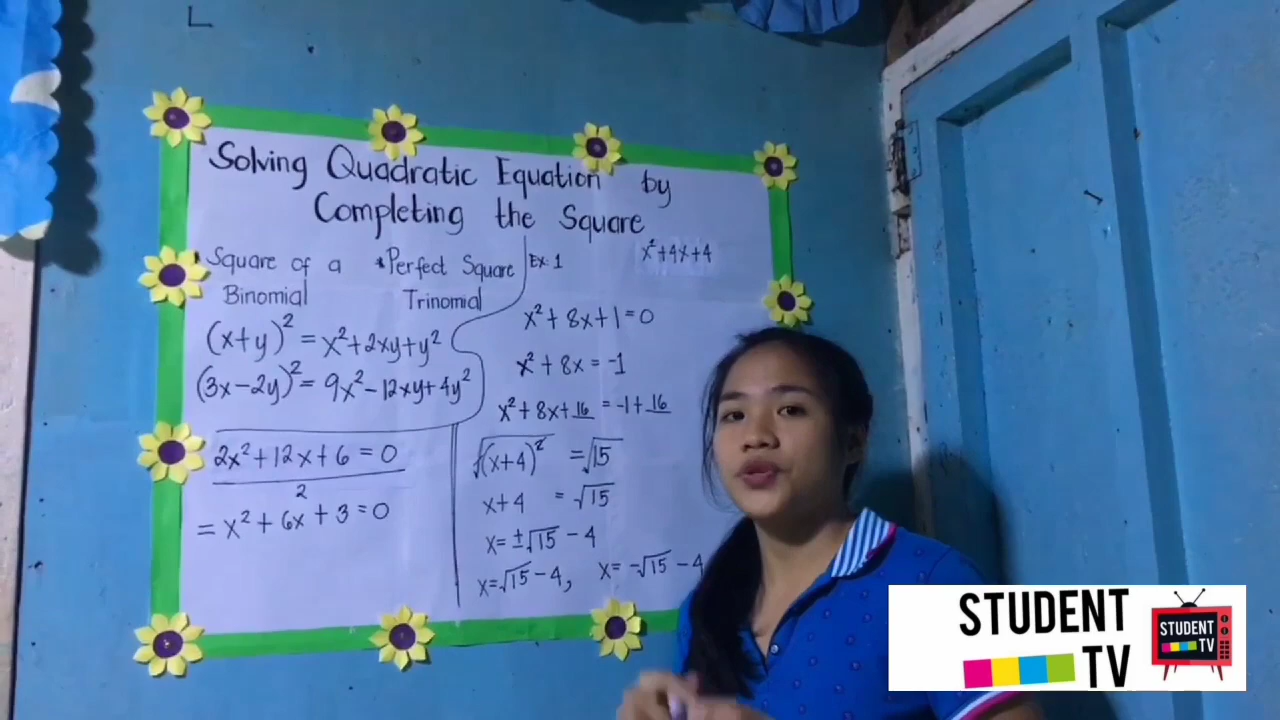 Solving Quadratic Equation by
Completing the Square
* Square of a
Binomial
* Perfect Square
Trinomial
(x+y)² = x²+2xy+y²
(3x-2y)² = 9x²-12xy+4y²
2x²+12x+6=0
2
= x²+6x+3=0
Ex. 1
x²+4x+4
x²+8x+1=0
x²+8x=-1
x²+8x+16=-1+16
√(x+4)² =√15
x+4 =√15
x=±√15-4
x=√15-4, x=-√15-4
STUDENT
TV
STUDENT
TV